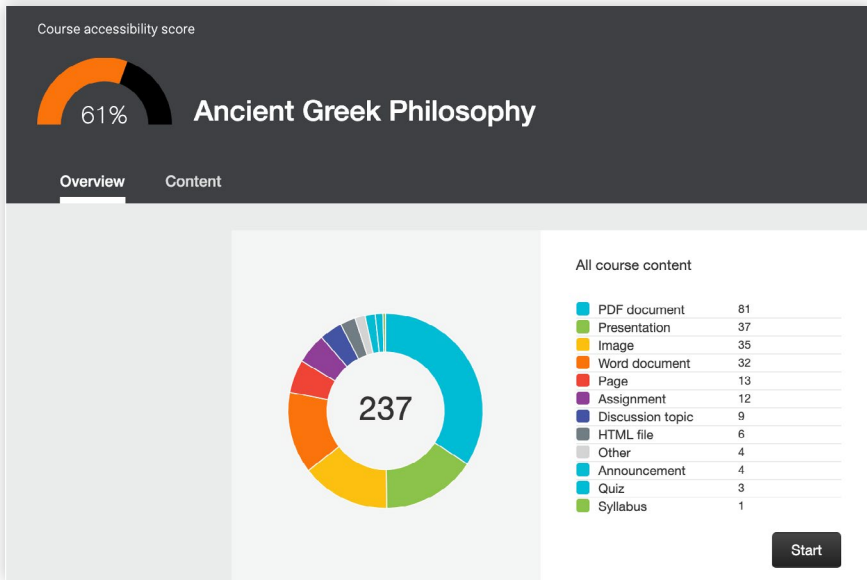 Course accessibility score
61%
Ancient Greek Philosophy
Overview Content
All course content
PDF document 81
Presentation 37
Image 35
Word document 32
Page 13
Assignment 12
Discussion topic 9
HTML file 6
Other 4
Announcement 4
Quiz 3
Syllabus 1
237
Start